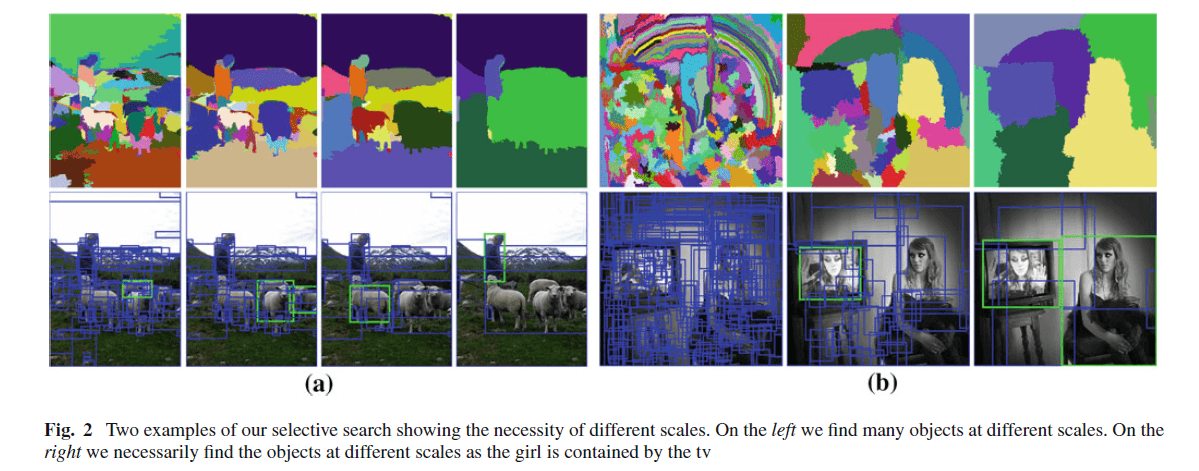 (a)
(b)
Fig. 2 Two examples of our selective search showing the necessity of different scales. On the left we find many objects at different scales. On the
right we necessarily find the objects at different scales as the girl is contained by the tv